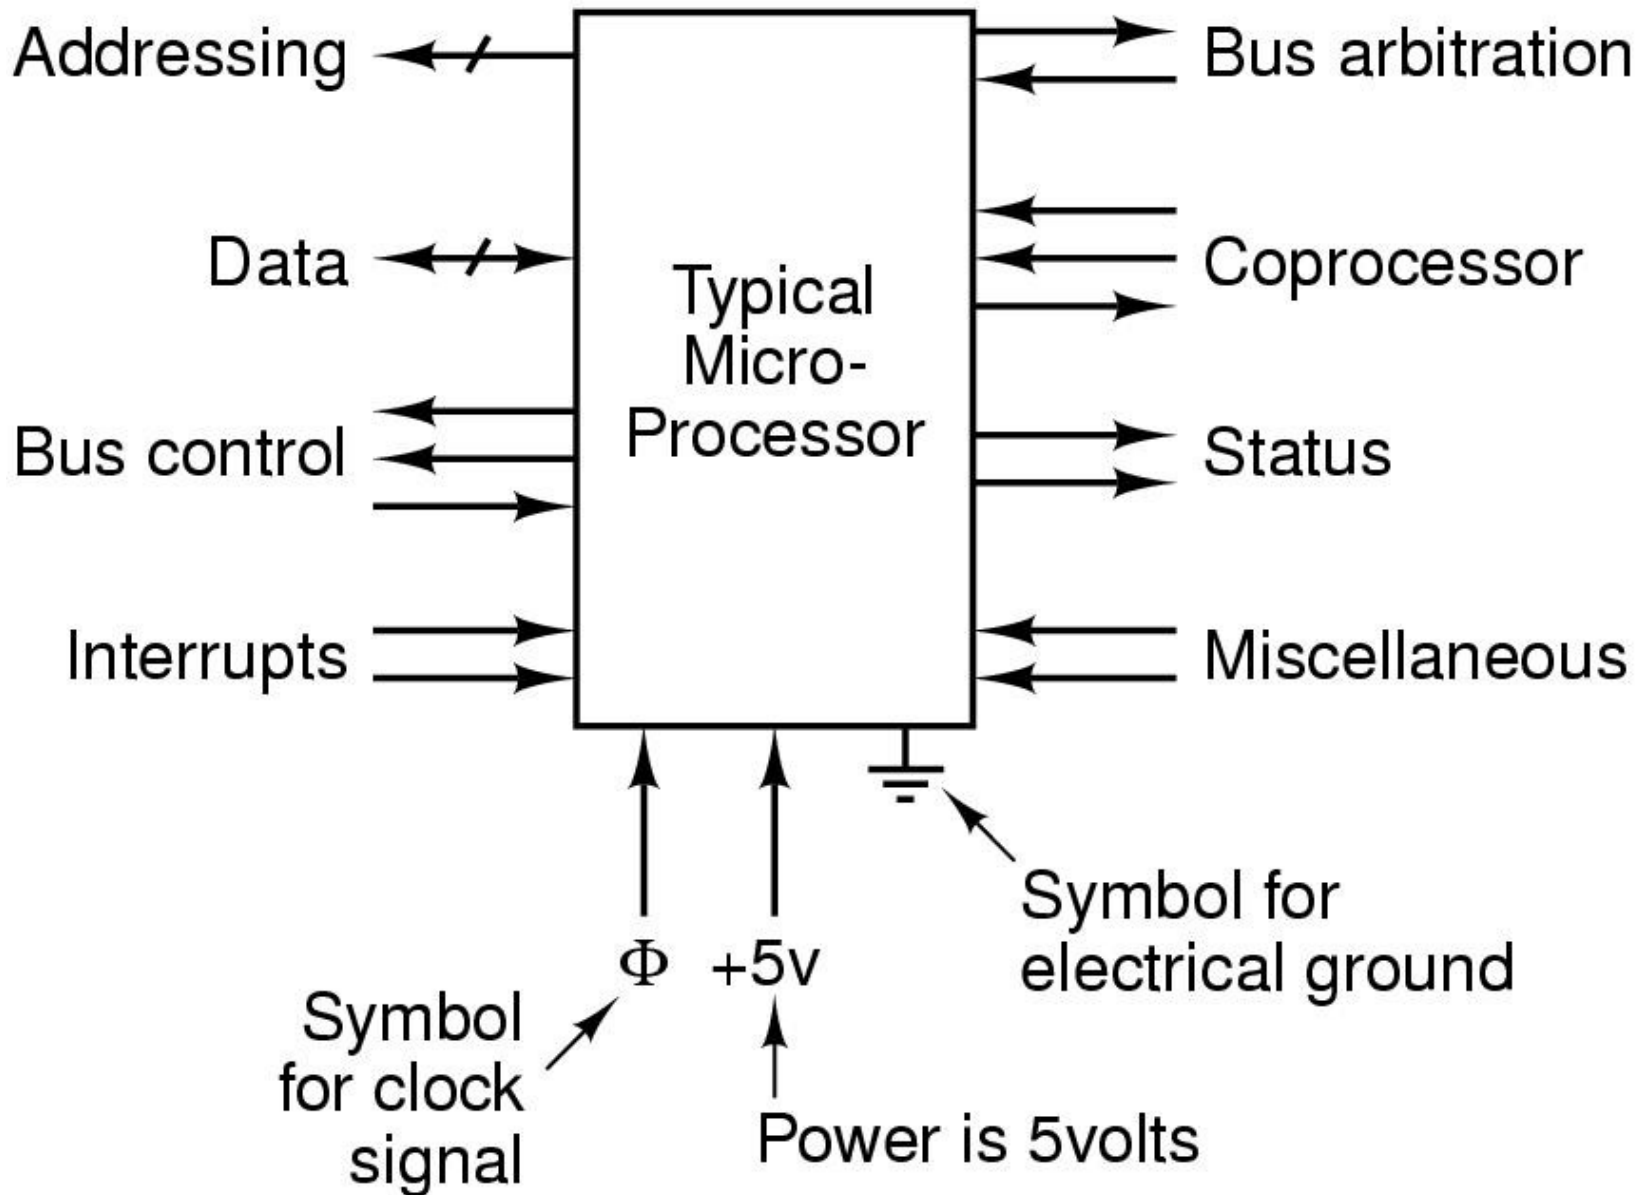 Addressing
Bus arbitration
Data
Typical
Micro-
Processor
Coprocessor
Bus control
Status
Interrupts
Miscellaneous
Φ
+5v
Symbol for
electrical ground
Symbol
for clock
signal
Power is 5volts